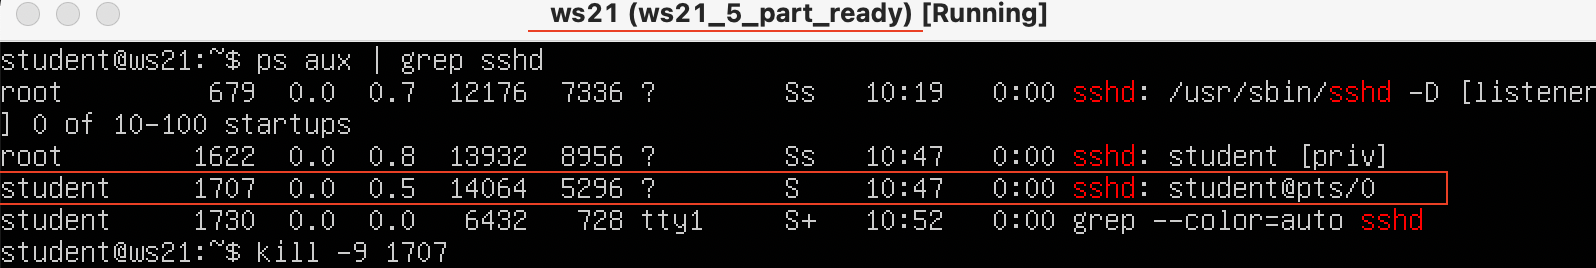 ws21 (ws21_5_part_ready) [Running]
student@ws21:~$ ps aux | grep sshd
root         679  0.0  0.7  12176  7336 ?        Ss   10:19   0:00 sshd: /usr/sbin/sshd -D [listener
] 0 of 10-100 startups
root        1622  0.0  0.8  13932  8956 ?        Ss   10:47   0:00 sshd: student [priv]
student     1707  0.0  0.5  14064  5296 ?        S    10:47   0:00 sshd: student@pts/0
student     1730  0.0  0.0   6432   728 tty1     S+   10:52   0:00 grep --color=auto sshd
student@ws21:~$ kill -9 1707